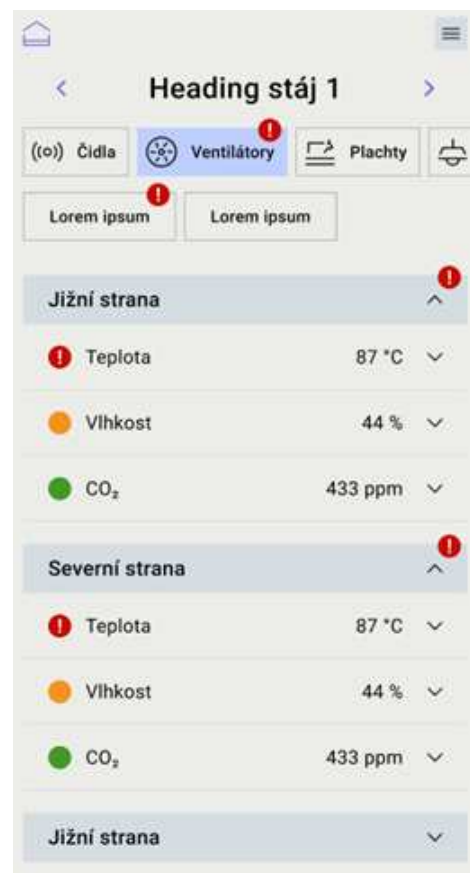 Heading stáj 1
((o)) Čidla Ventilátory Plachty
Lorem ipsum Lorem ipsum
Jižní strana
Teplota 87 °C
Vlhkost 44 %
CO₂ 433 ppm
Severní strana
Teplota 87 °C
Vlhkost 44 %
CO₂ 433 ppm
Jižní strana